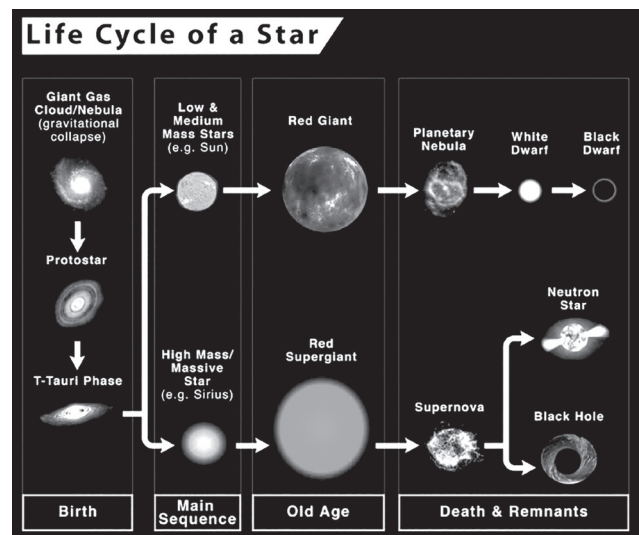 Life Cycle of a Star
Giant Gas
Cloud/Nebula
(gravitational
collapse)
Protostar
T-Tauri Phase
Birth
Low &
Medium
Mass Stars
(e.g. Sun)
High Mass/
Massive
Star
(e.g. Sirius)
Main
Sequence
Red Giant
Red
Supergiant
Old Age
Planetary
Nebula
White
Dwarf
Black
Dwarf
Neutron
Star
Supernova
Black Hole
Death & Remnants